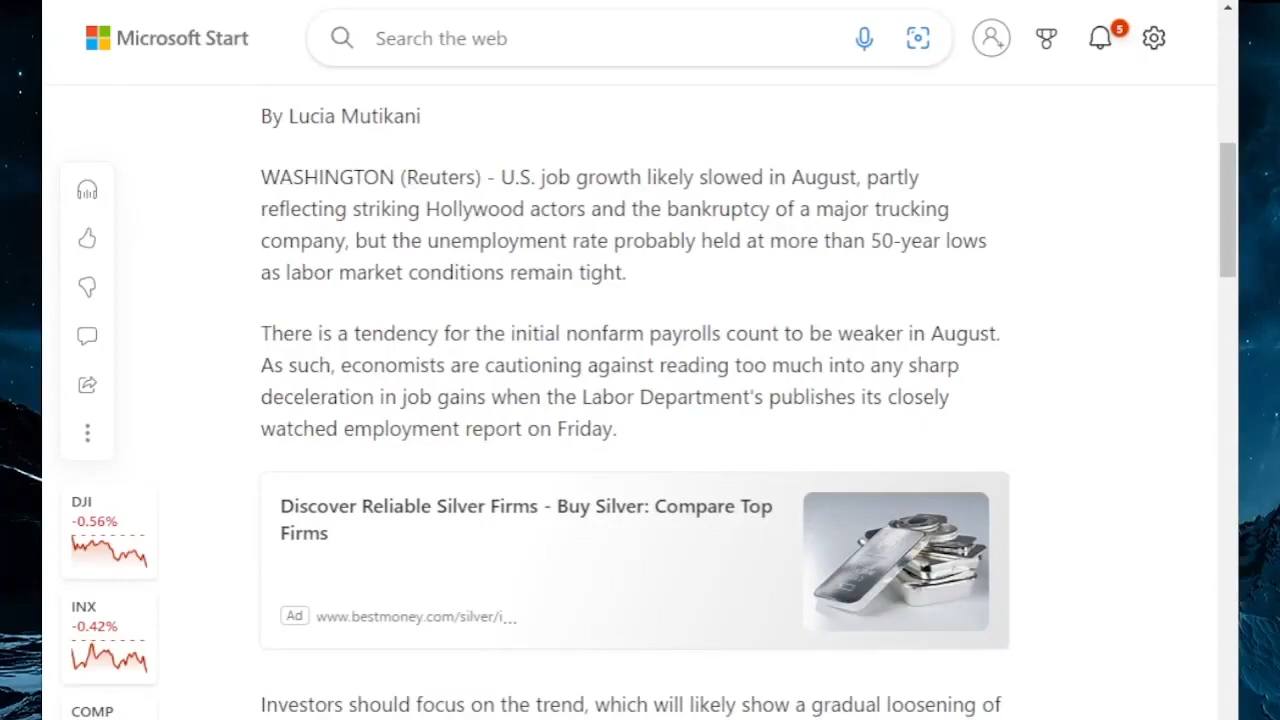 Microsoft Start
Search the web
5
By Lucia Mutikani
WASHINGTON (Reuters) - U.S. job growth likely slowed in August, partly
reflecting striking Hollywood actors and the bankruptcy of a major trucking
company, but the unemployment rate probably held at more than 50-year lows
as labor market conditions remain tight.
There is a tendency for the initial nonfarm payrolls count to be weaker in August.
As such, economists are cautioning against reading too much into any sharp
deceleration in job gains when the Labor Department's publishes its closely
watched employment report on Friday.
DJI
-0.56%
Discover Reliable Silver Firms - Buy Silver: Compare Top
Firms
Ad www.bestmoney.com/silver/i...
INX
-0.42%
COMP
Investors should focus on the trend, which will likely show a gradual loosening of